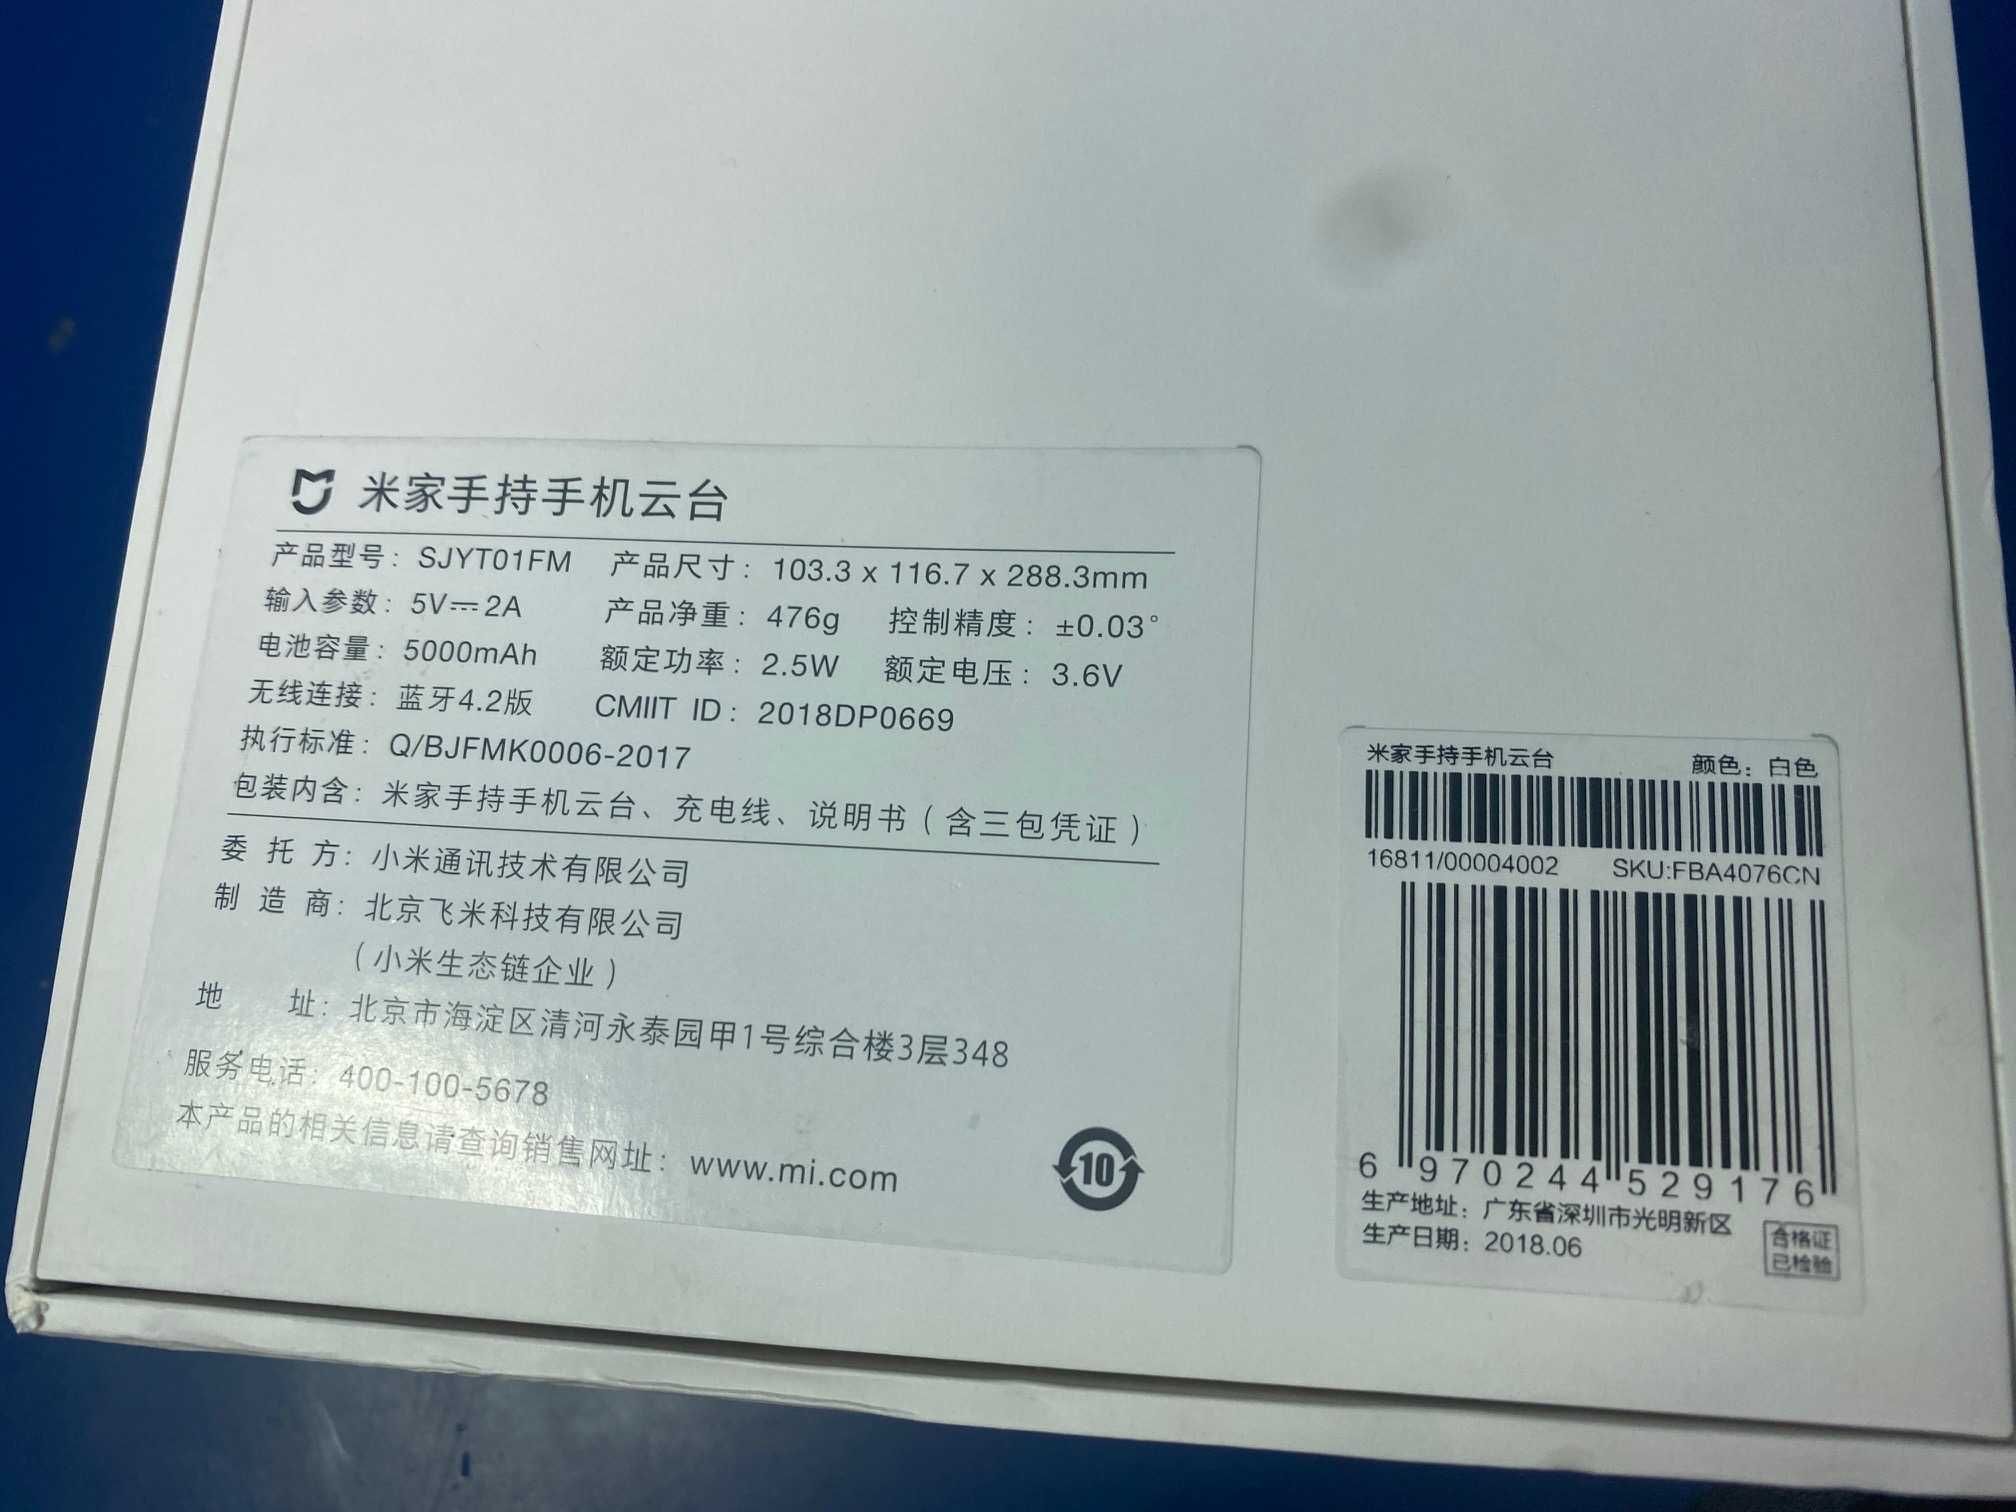 米家手持手机云台
产品型号：SJYT01FM 产品尺寸：103.3 x 116.7 x 288.3mm
输入参数：5V⎓2A 产品净重：476g 控制精度：±0.03°
电池容量：5000mAh 额定功率：2.5W 额定电压：3.6V
无线连接：蓝牙4.2版 CMIIT ID：2018DP0669
执行标准：Q/BJFMK0006-2017
包装内含：米家手持手机云台、充电线、说明书（含三包凭证）
委托方：小米通讯技术有限公司
制造商：北京飞米科技有限公司
（小米生态链企业）
地址：北京市海淀区清河永泰园甲1号综合楼3层348
服务电话：400-100-5678
本产品的相关信息请查询销售网址：www.mi.com
10
米家手持手机云台 颜色：白色
16811/00004002 SKU:FBA4076CN
6 970244 529176
生产地址：广东省深圳市光明新区
生产日期：2018.06
合格证
已检验